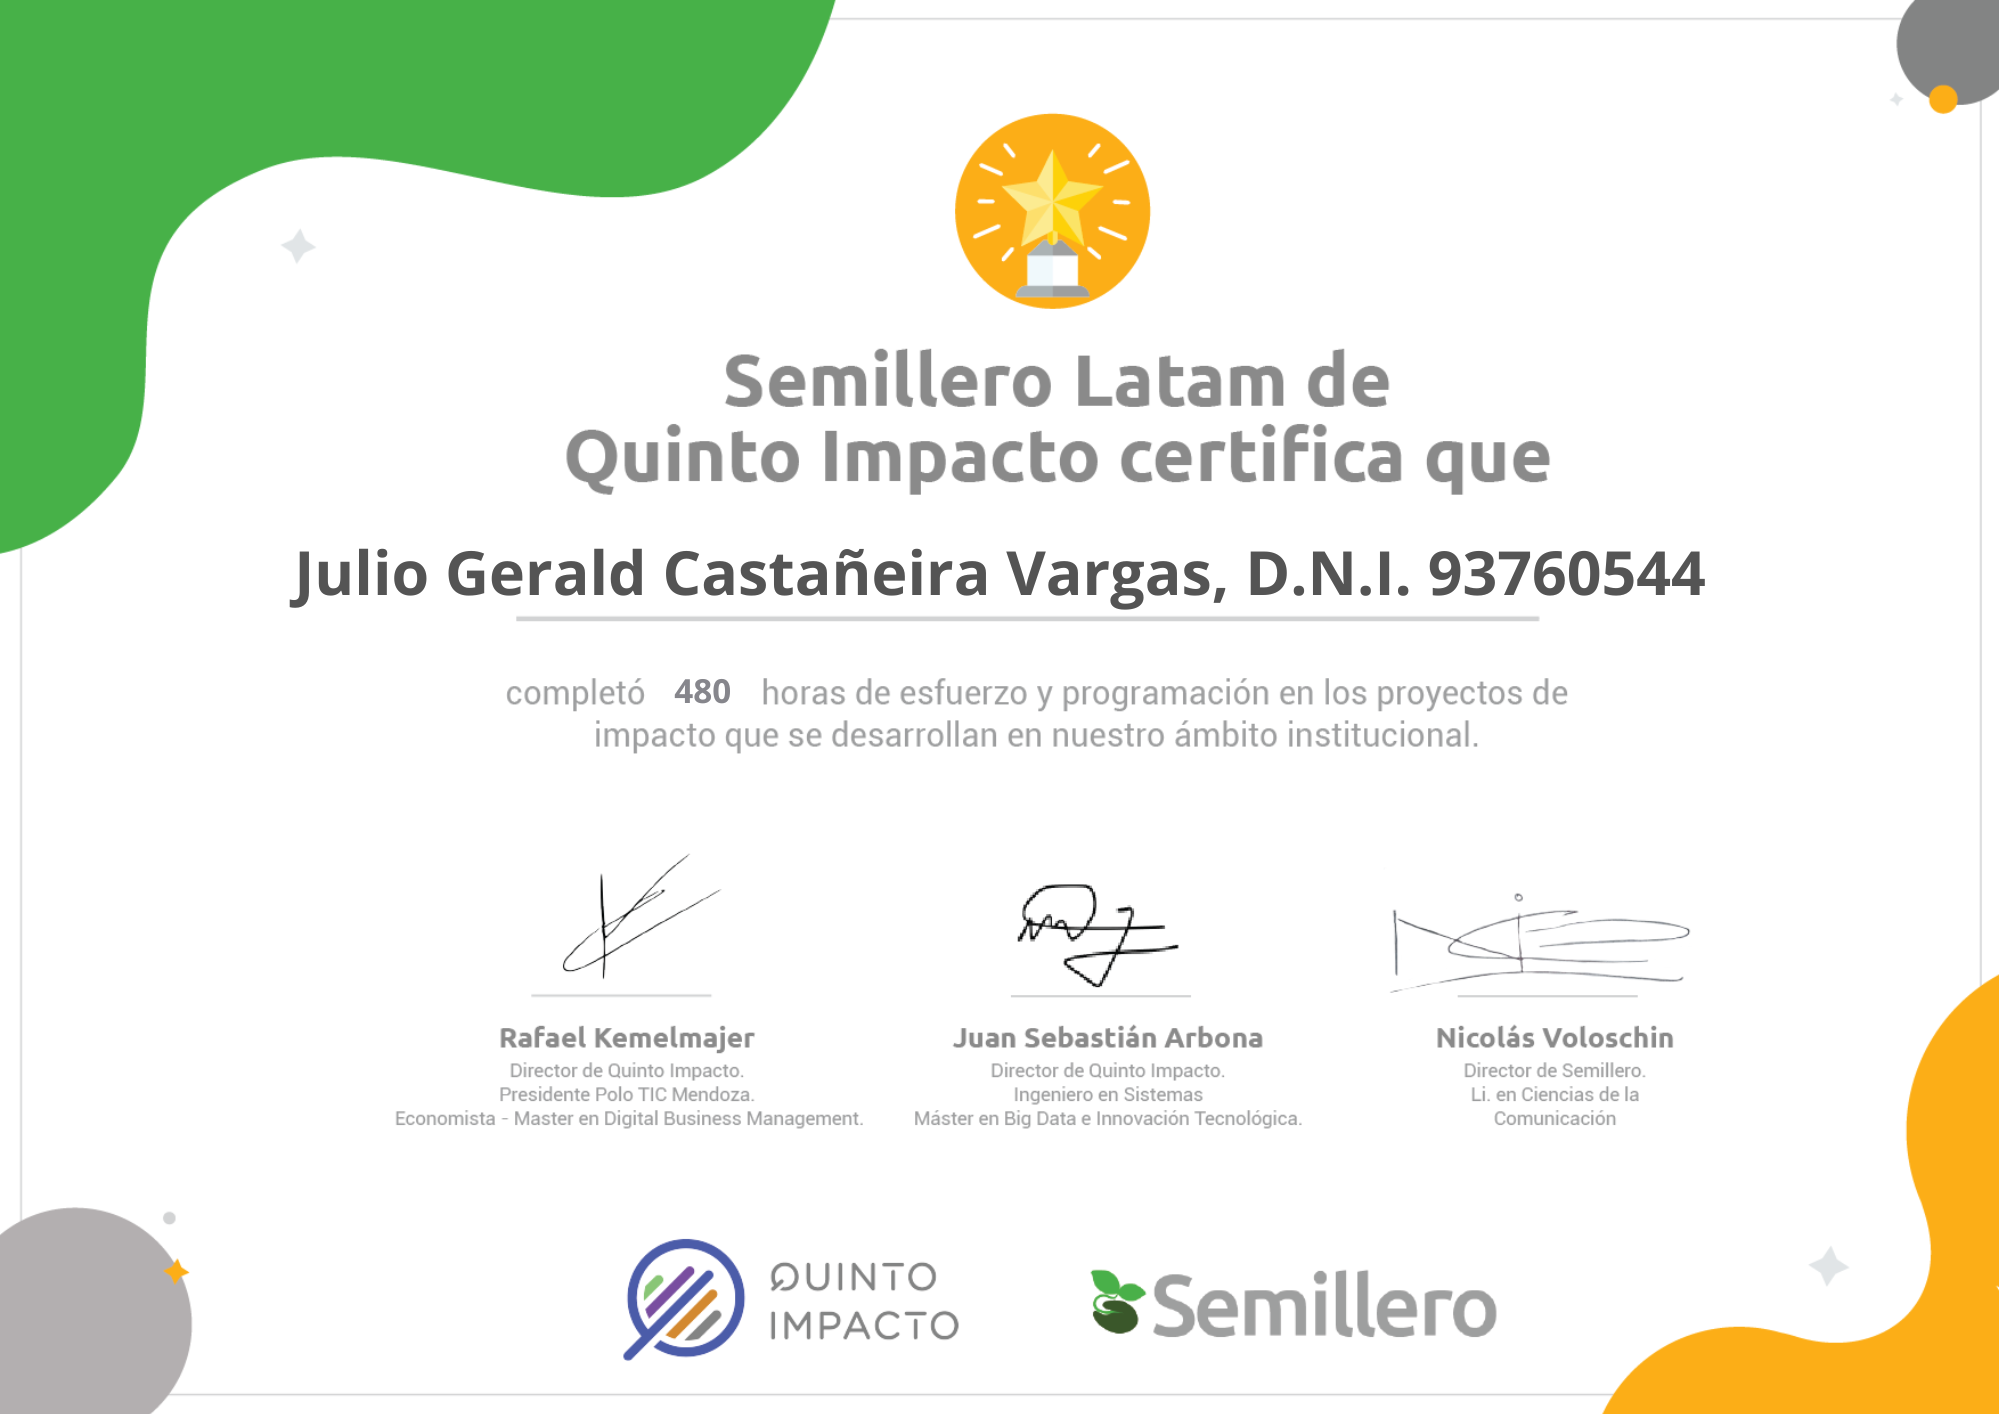 Semillero Latam de
Quinto Impacto certifica que
Julio Gerald Castañeira Vargas, D.N.I. 93760544
completó 480 horas de esfuerzo y programación en los proyectos de
impacto que se desarrollan en nuestro ámbito institucional.
Rafael Kemelmajer
Director de Quinto Impacto.
Presidente Polo TIC Mendoza.
Economista - Master en Digital Business Management.
Juan Sebastián Arbona
Director de Quinto Impacto.
Ingeniero en Sistemas
Máster en Big Data e Innovación Tecnológica.
Nicolás Voloschin
Director de Semillero.
Li. en Ciencias de la
Comunicación
QUINTO
IMPACTO
Semillero